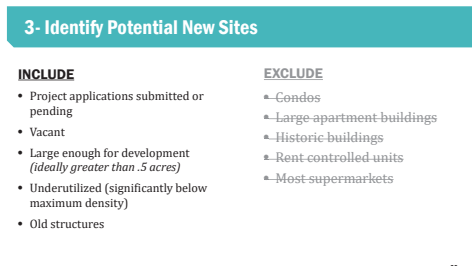 3- Identify Potential New Sites
INCLUDE
• Project applications submitted or
pending
• Vacant
• Large enough for development
(ideally greater than .5 acres)
• Underutilized (significantly below
maximum density)
• Old structures
EXCLUDE
• Condos
• Large apartment buildings
• Historic buildings
• Rent controlled units
• Most supermarkets